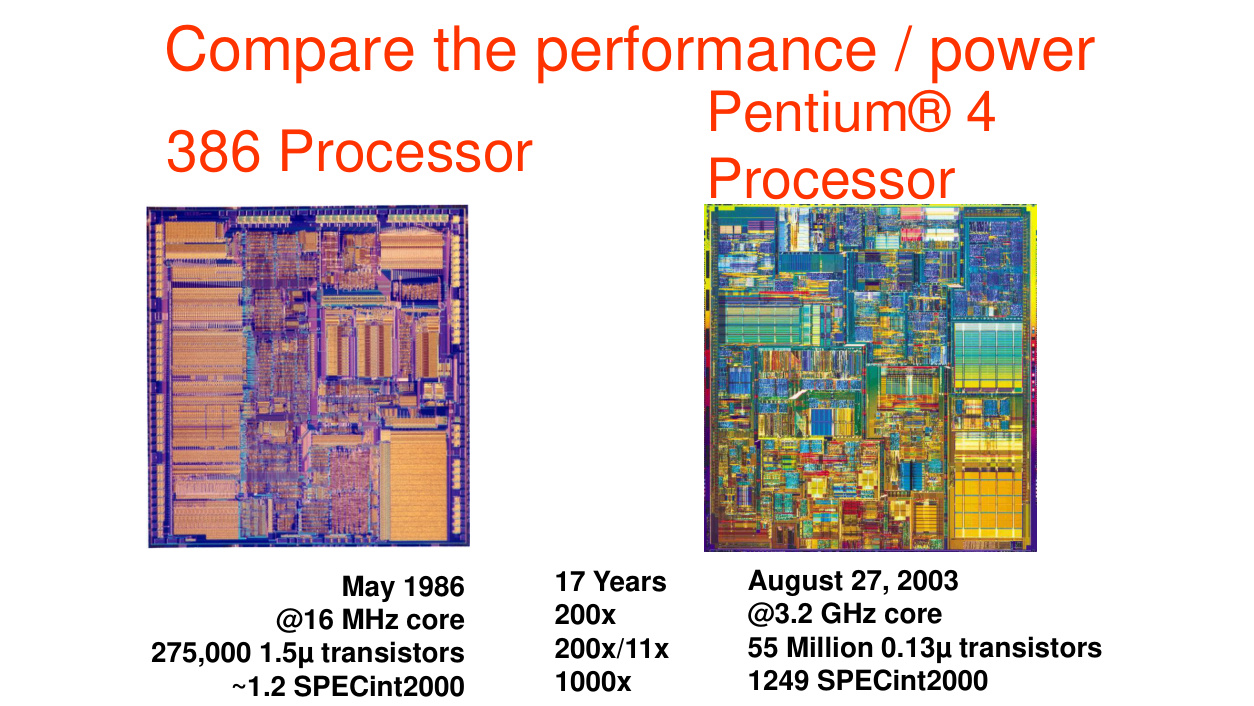 Compare the performance / power
386 Processor
Pentium® 4
Processor
May 1986
@16 MHz core
275,000 1.5µ transistors
~1.2 SPECint2000
17 Years
200x
200x/11x
1000x
August 27, 2003
@3.2 GHz core
55 Million 0.13µ transistors
1249 SPECint2000